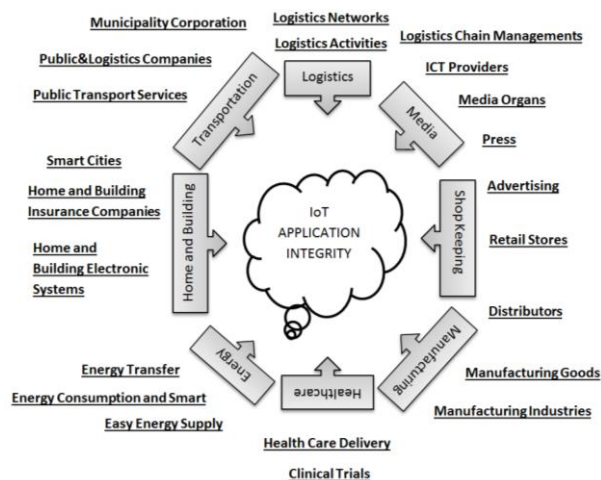 Municipality Corporation
Logistics Networks
Logistics Activities
Logistics Chain Managements
Public&Logistics Companies
ICT Providers
Public Transport Services
Media Organs
Press
Transportation
Logistics
Media
Smart Cities
Home and Building
Insurance Companies
Home and
Building Electronic
Systems
Home and Building
IoT
APPLICATION
INTEGRITY
Shop Keeping
Advertising
Retail Stores
Distributors
Energy
Healthcare
Manufacturing
Energy Transfer
Energy Consumption and Smart
Easy Energy Supply
Manufacturing Goods
Manufacturing Industries
Health Care Delivery
Clinical Trials